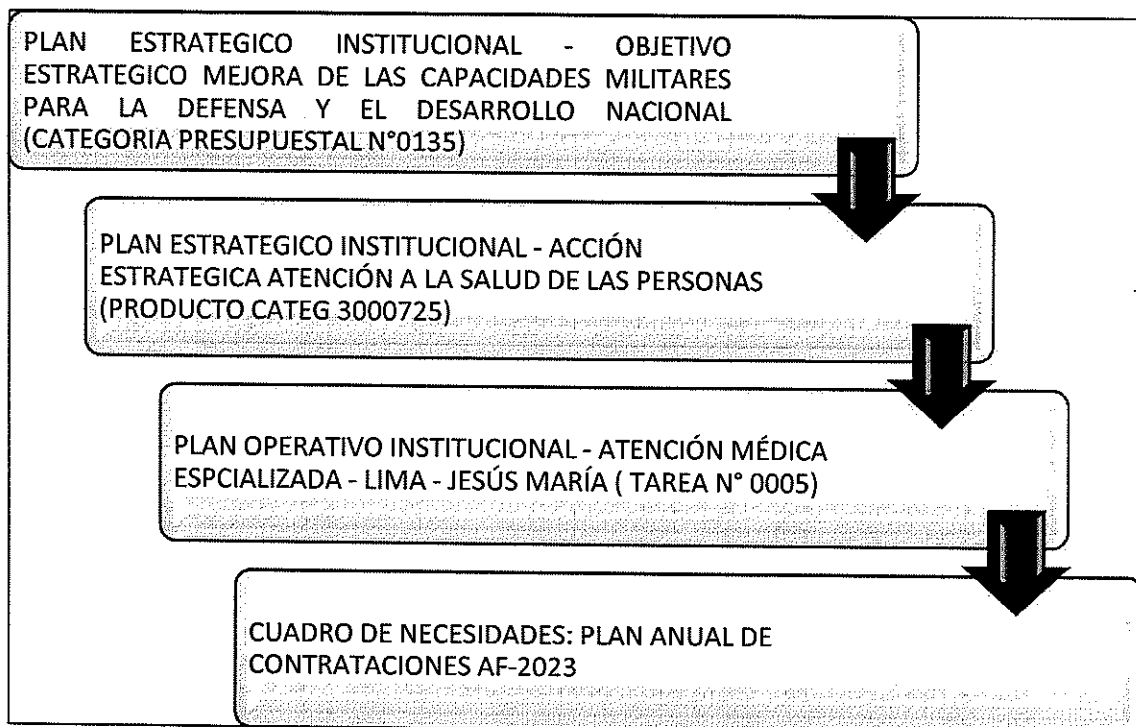 PLAN ESTRATEGICO INSTITUCIONAL - OBJETIVO
ESTRATEGICO MEJORA DE LAS CAPACIDADES MILITARES
PARA LA DEFENSA Y EL DESARROLLO NACIONAL
(CATEGORIA PRESUPUESTAL N°0135)
PLAN ESTRATEGICO INSTITUCIONAL - ACCIÓN
ESTRATEGICA ATENCIÓN A LA SALUD DE LAS PERSONAS
(PRODUCTO CATEG 3000725)
PLAN OPERATIVO INSTITUCIONAL - ATENCIÓN MÉDICA
ESPCIALIZADA - LIMA - JESÚS MARÍA ( TAREA N° 0005)
CUADRO DE NECESIDADES: PLAN ANUAL DE
CONTRATACIONES AF-2023